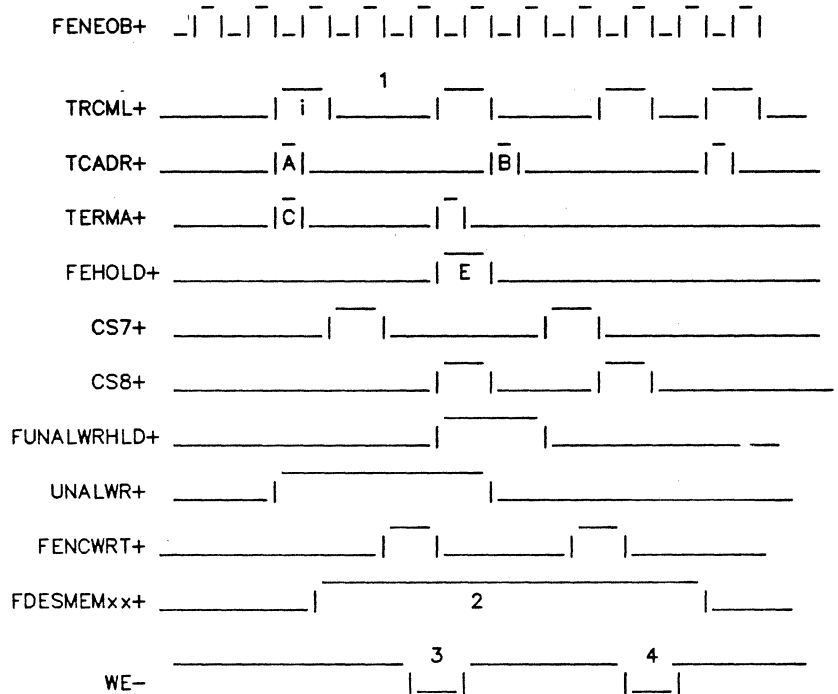 FENEOB+
1
TRCML+ i
TCADR+ A B
TERMA+ C
FEHOLD+ E
CS7+
CS8+
FUNALWRHLD+
UNALWR+
FENCWRT+
FDESMEMxx+ 2
3 4
WE-